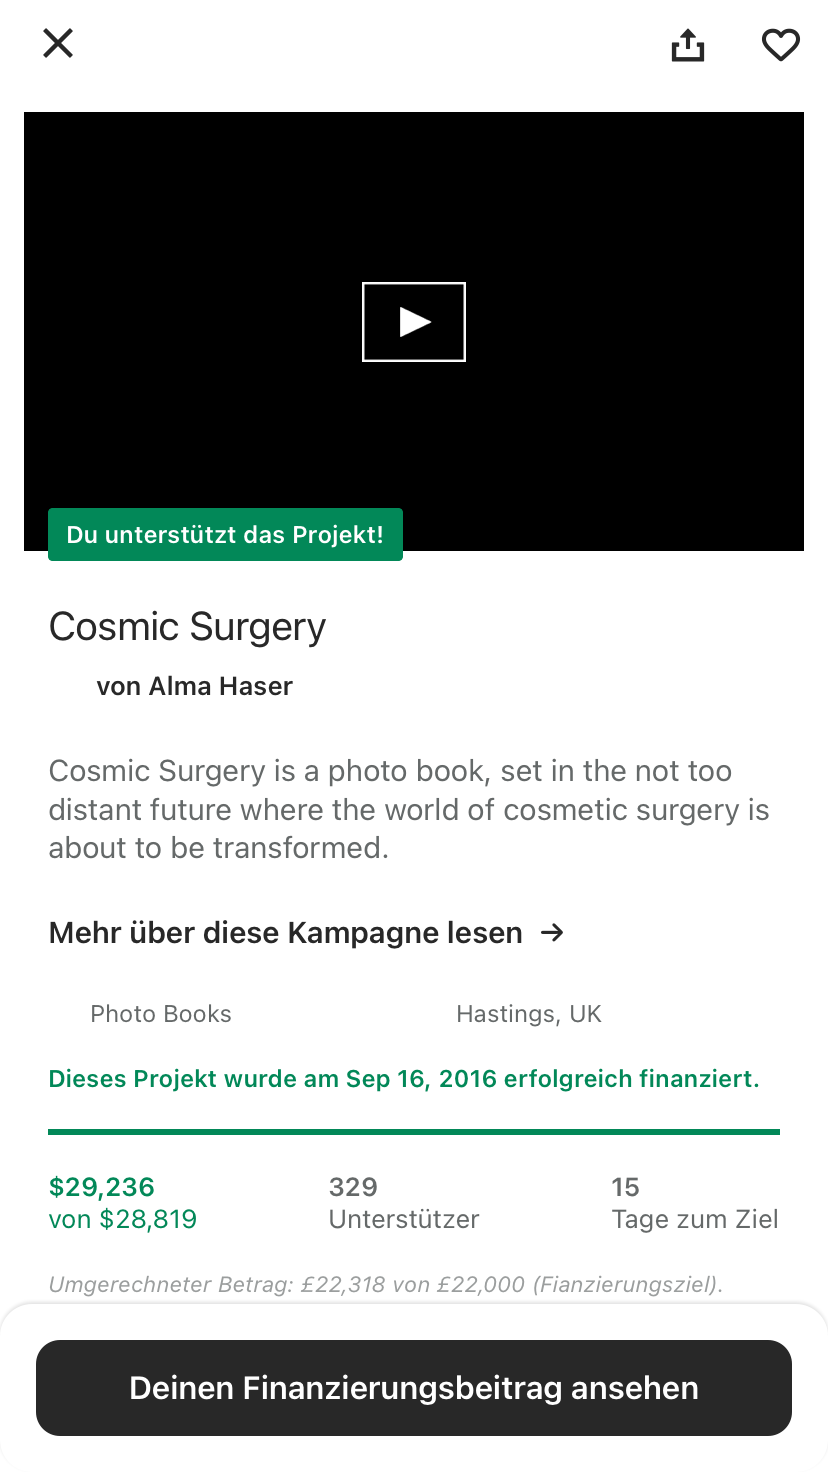 Du unterstützt das Projekt!
Cosmic Surgery
von Alma Haser
Cosmic Surgery is a photo book, set in the not too
distant future where the world of cosmetic surgery is
about to be transformed.
Mehr über diese Kampagne lesen →
Photo Books Hastings, UK
Dieses Projekt wurde am Sep 16, 2016 erfolgreich finanziert.
$29,236 329 15
von $28,819 Unterstützer Tage zum Ziel
Umgerechneter Betrag: £22,318 von £22,000 (Fianzierungsziel).
Deinen Finanzierungsbeitrag ansehen